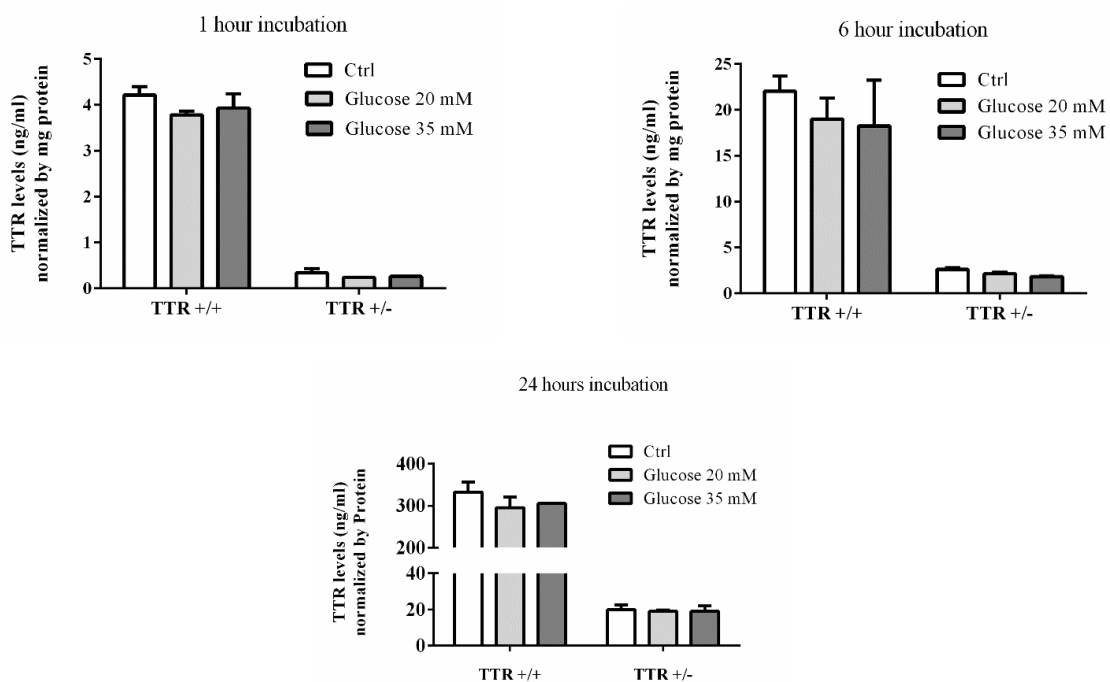 1 hour incubation
TTR levels (ng/ml)
normalized by mg protein
5
4
3
2
1
0
Ctrl
Glucose 20 mM
Glucose 35 mM
TTR +/+
TTR +/-
6 hour incubation
TTR levels (ng/ml)
normalized by mg protein
25
20
15
10
5
0
Ctrl
Glucose 20 mM
Glucose 35 mM
TTR +/+
TTR +/-
24 hours incubation
TTR levels (ng/ml)
normalized by Protein
400
300
200
40
20
0
Ctrl
Glucose 20 mM
Glucose 35 mM
TTR +/+
TTR +/-